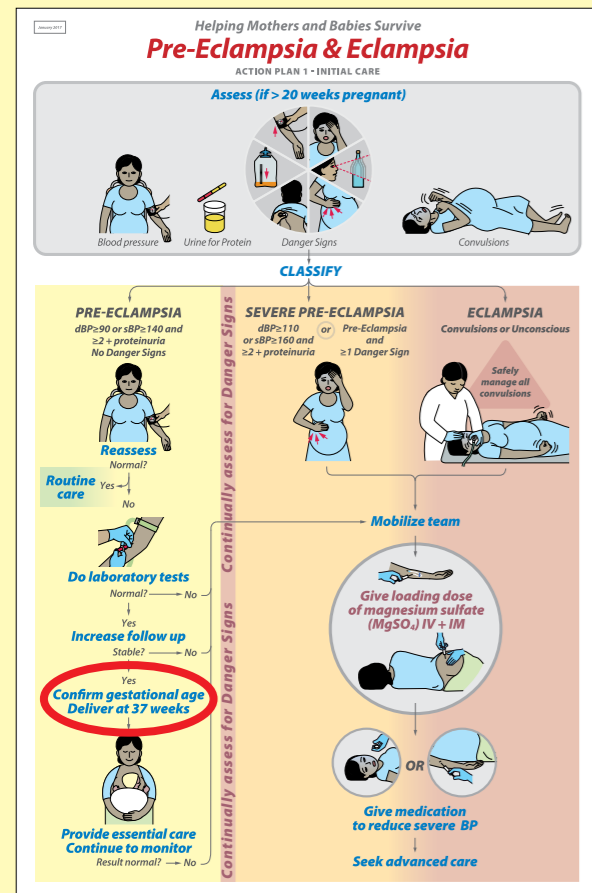 January 2017
Helping Mothers and Babies Survive
Pre-Eclampsia & Eclampsia
ACTION PLAN 1 - INITIAL CARE
Assess (if > 20 weeks pregnant)
Blood pressure
Urine for Protein
Danger Signs
Convulsions
CLASSIFY
PRE-ECLAMPSIA
dBP≥90 or sBP≥140 and
≥2 + proteinuria
No Danger Signs
Reassess
Normal?
Routine
care
Yes
No
Do laboratory tests
Normal? No
Yes
Increase follow up
Stable? No
Yes
Confirm gestational age
Deliver at 37 weeks
Provide essential care
Continue to monitor
Result normal? No
Continually assess for Danger Signs
Continually assess for Danger Signs
SEVERE PRE-ECLAMPSIA
dBP≥110
or sBP≥160 and
≥2 + proteinuria
or
Pre-Eclampsia
and
≥1 Danger Sign
ECLAMPSIA
Convulsions or Unconscious
Safely
manage all
convulsions
Mobilize team
Give loading dose
of magnesium sulfate
(MgSO₄) IV + IM
OR
Give medication
to reduce severe BP
Seek advanced care